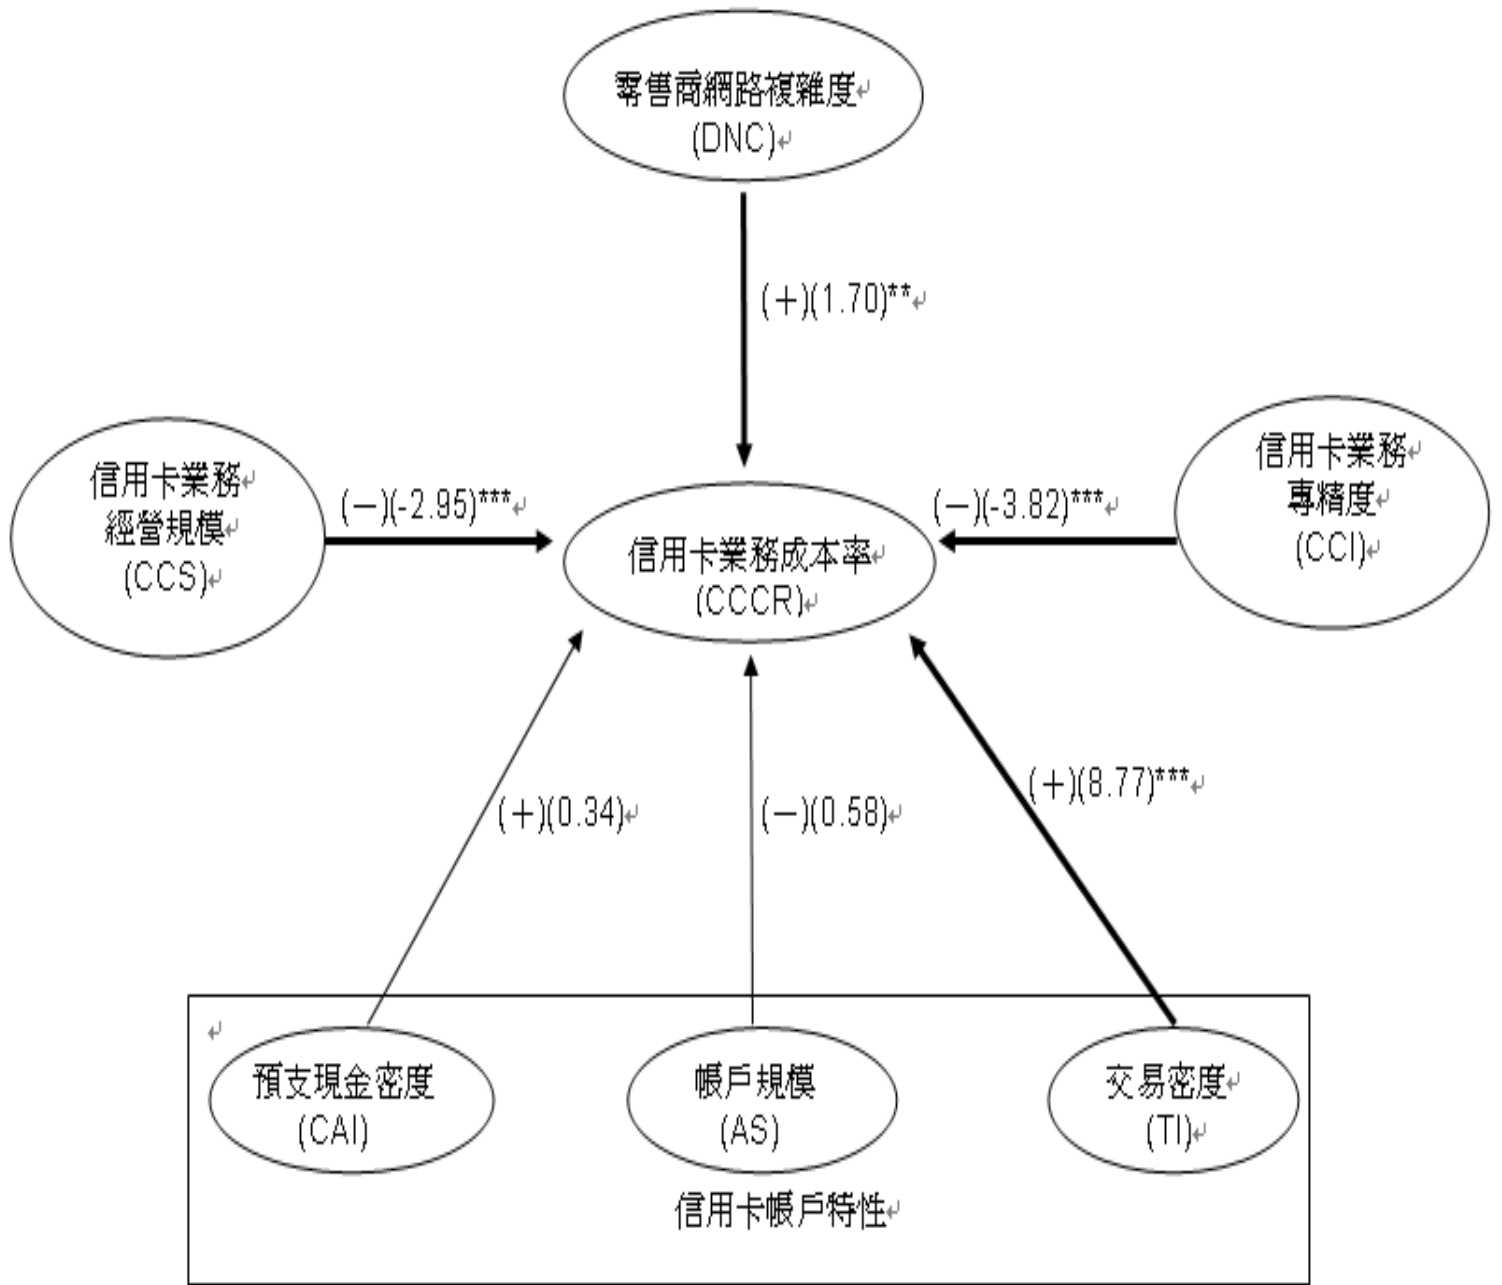 零售商網路複雜度↵
(DNC)↵
(+)(1.70)**↵
信用卡業務↵
經營規模↵
(CCS)↵
(－)(-2.95)***↵
信用卡業務成本率↵
(CCCR)↵
(－)(-3.82)***↵
信用卡業務↵
專精度↵
(CCI)↵
(+)(0.34)↵
(－)(0.58)↵
(+)(8.77)***↵
↵
預支現金密度
(CAI)
帳戶規模
(AS)
交易密度↵
(TI)↵
信用卡帳戶特性↵